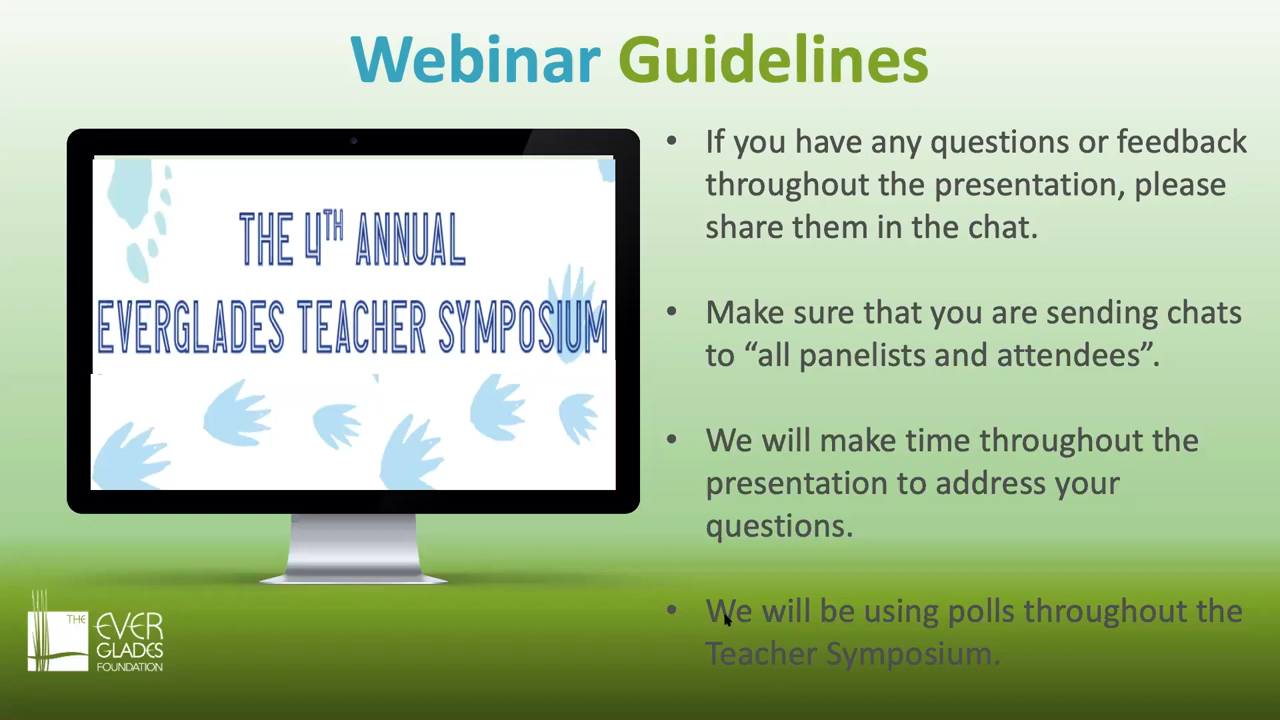 Webinar Guidelines
THE 4TH ANNUAL
EVERGLADES TEACHER SYMPOSIUM
• If you have any questions or feedback
throughout the presentation, please
share them in the chat.
• Make sure that you are sending chats
to “all panelists and attendees”.
• We will make time throughout the
presentation to address your
questions.
• We will be using polls throughout the
Teacher Symposium.
THE EVER
GLADES
FOUNDATION